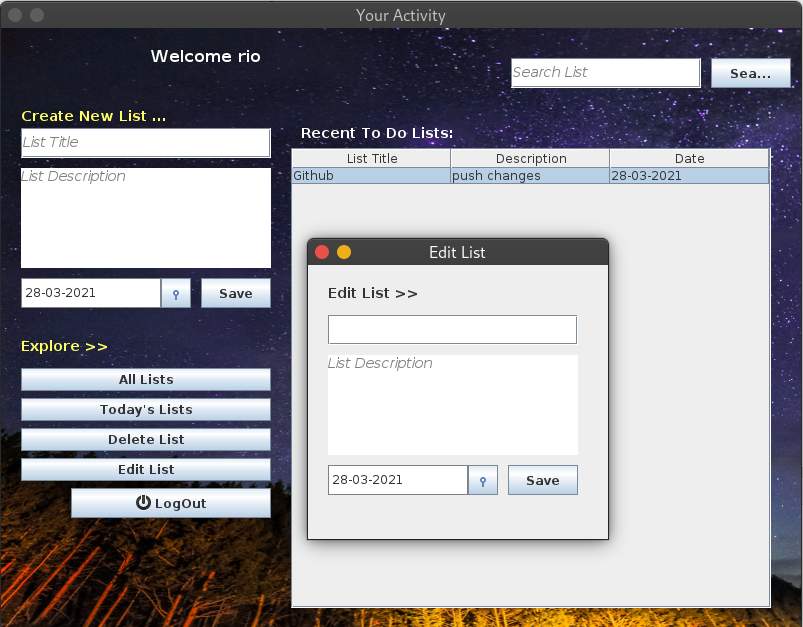 Your Activity
Welcome rio
Search List
Sea...
Create New List ...
List Title
List Description
28-03-2021
Save
Explore >>
All Lists
Today's Lists
Delete List
Edit List
LogOut
Recent To Do Lists:
List Title Description Date
Github push changes 28-03-2021
Edit List
Edit List >>
List Description
28-03-2021
Save